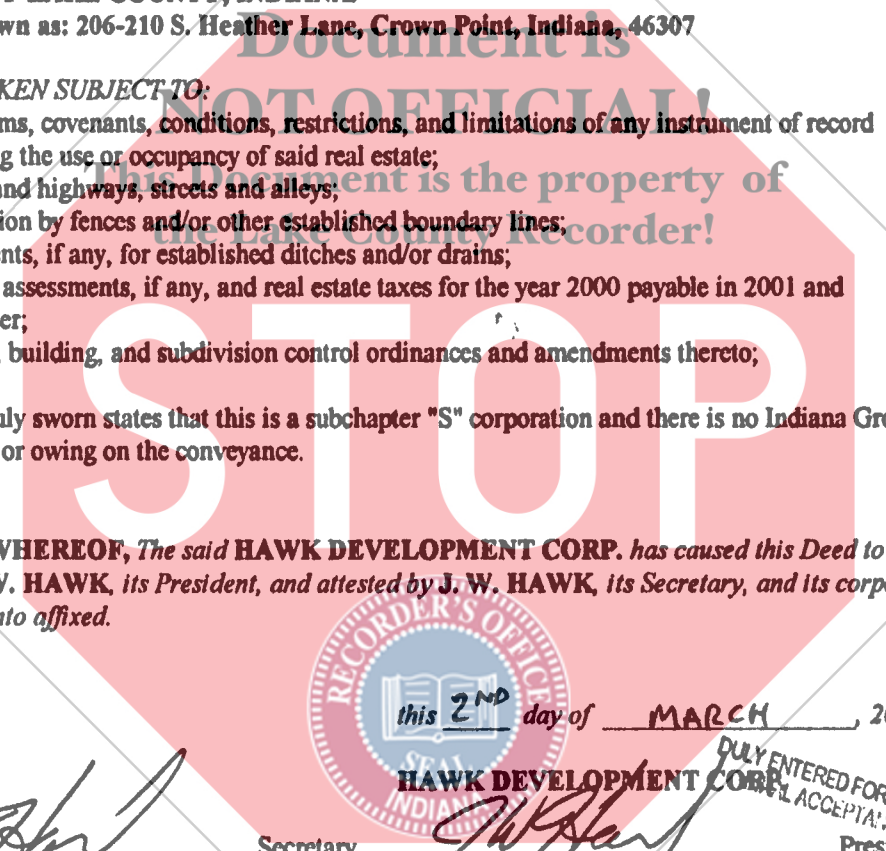 wn as: 206-210 S. Heather Lane, Crown Point, Indiana, 46307
Document is
KEN SUBJECT TO:
NOT OFFICIAL!
ms, covenants, conditions, restrictions, and limitations of any instrument of record
g the use or occupancy of said real estate;
This Document is the property of
nd highways, streets and alleys;
ion by fences and/or other established boundary lines;
the Lake County Recorder!
nts, if any, for established ditches and/or drains;
assessments, if any, and real estate taxes for the year 2000 payable in 2001 and
er;
, building, and subdivision control ordinances and amendments thereto;
STOP
uly sworn states that this is a subchapter "S" corporation and there is no Indiana Gro
or owing on the conveyance.
WHEREOF, The said HAWK DEVELOPMENT CORP. has caused this Deed to
W. HAWK, its President, and attested by J. W. HAWK, its Secretary, and its corpo
nto affixed.
RECORDER'S OFFICE
SEAL
INDIANA
this 2ND day of MARCH, 20
HAWK DEVELOPMENT CORP.
DULY ENTERED FOR
ACCEPTAN
Secretary
Pres